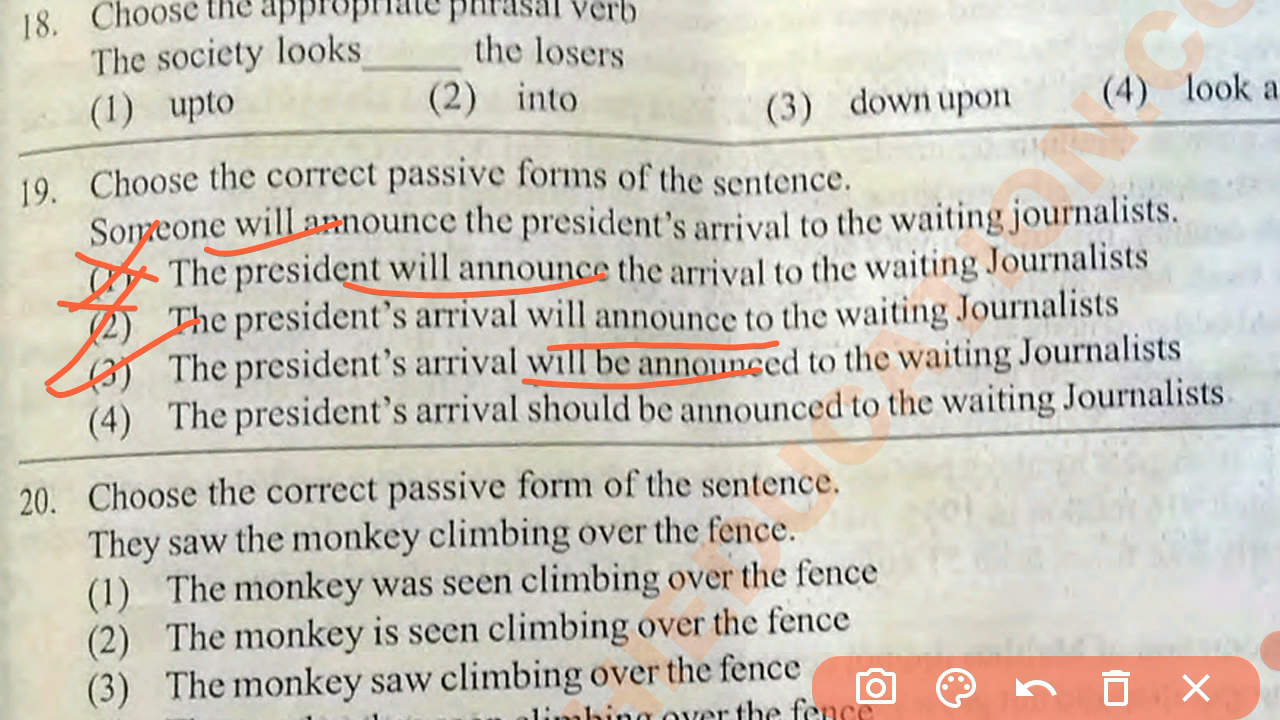 18. Choose the appropriate phrasal verb
The society looks______ the losers
(1) upto (2) into (3) down upon (4) look a
19. Choose the correct passive forms of the sentence.
Someone will announce the president's arrival to the waiting journalists.
(1) The president will announce the arrival to the waiting Journalists
(2) The president's arrival will announce to the waiting Journalists
(3) The president's arrival will be announced to the waiting Journalists
(4) The president's arrival should be announced to the waiting Journalists
20. Choose the correct passive form of the sentence.
They saw the monkey climbing over the fence.
(1) The monkey was seen climbing over the fence
(2) The monkey is seen climbing over the fence
(3) The monkey saw climbing over the fence
seen climbing over the fence